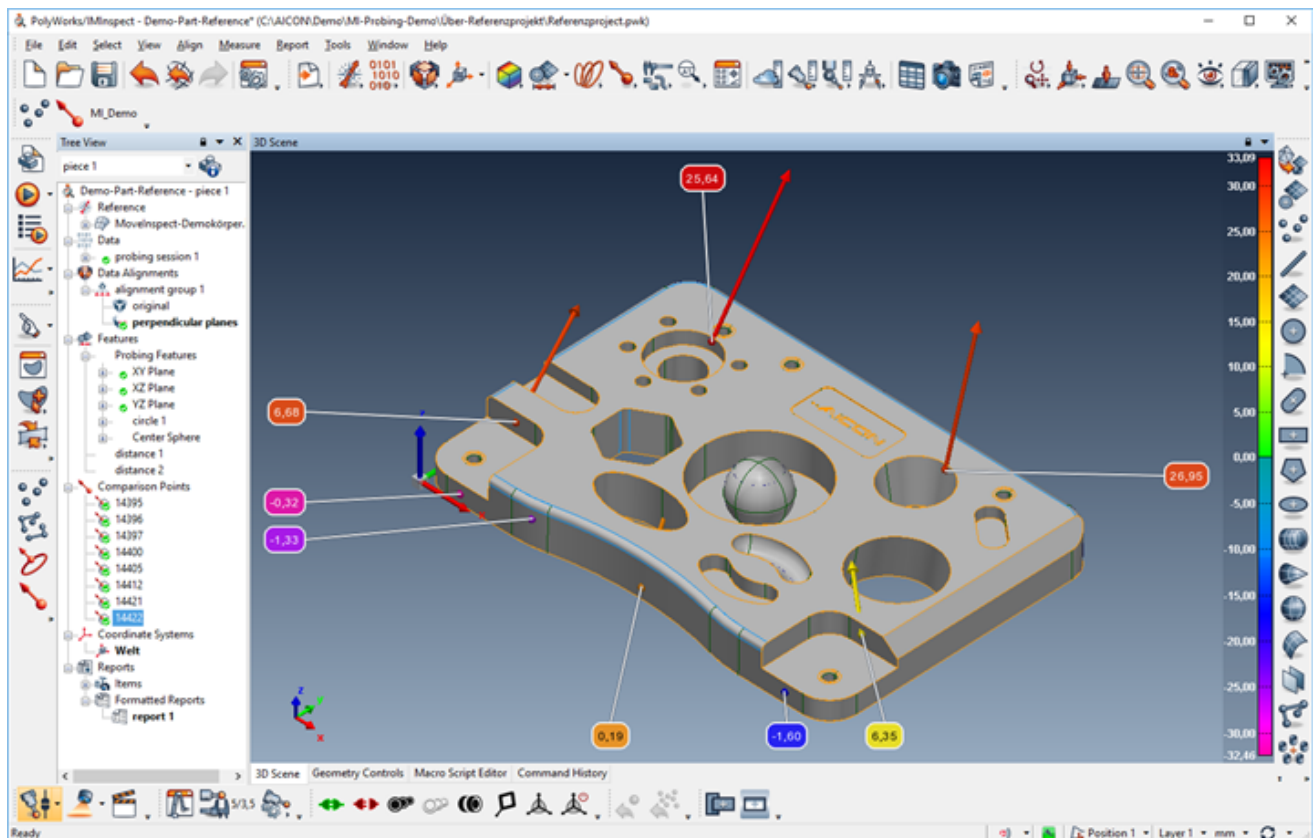 PolyWorks/IMInspect - Demo-Part-Reference* (C:\AICON\Demo\MI-Probing-Demo\Über-Referenzprojekt\Referenzproject.pwk)
File Edit Select View Align Measure Report Tools Window Help
MI_Demo
Tree View
3D Scene
piece 1
Demo-Part-Reference - piece 1
Reference
MoveInspect-Demokörper.
Data
probing session 1
Data Alignments
alignment group 1
original
perpendicular planes
Features
Probing Features
XY Plane
XZ Plane
YZ Plane
circle 1
Center Sphere
distance 1
distance 2
Comparison Points
14395
14396
14397
14400
14405
14412
14421
14422
Coordinate Systems
Welt
Reports
Items
Formatted Reports
report 1
25,64
6,68
-0,32
-1,33
26,95
0,19
-1,60
6,35
AICON
z
x
33,09
30,00
25,00
20,00
15,00
10,00
5,00
0,00
-5,00
-10,00
-15,00
-20,00
-25,00
-30,00
-32,46
3D Scene Geometry Controls Macro Script Editor Command History
5/3,5
Ready
Position 1 Layer 1 mm